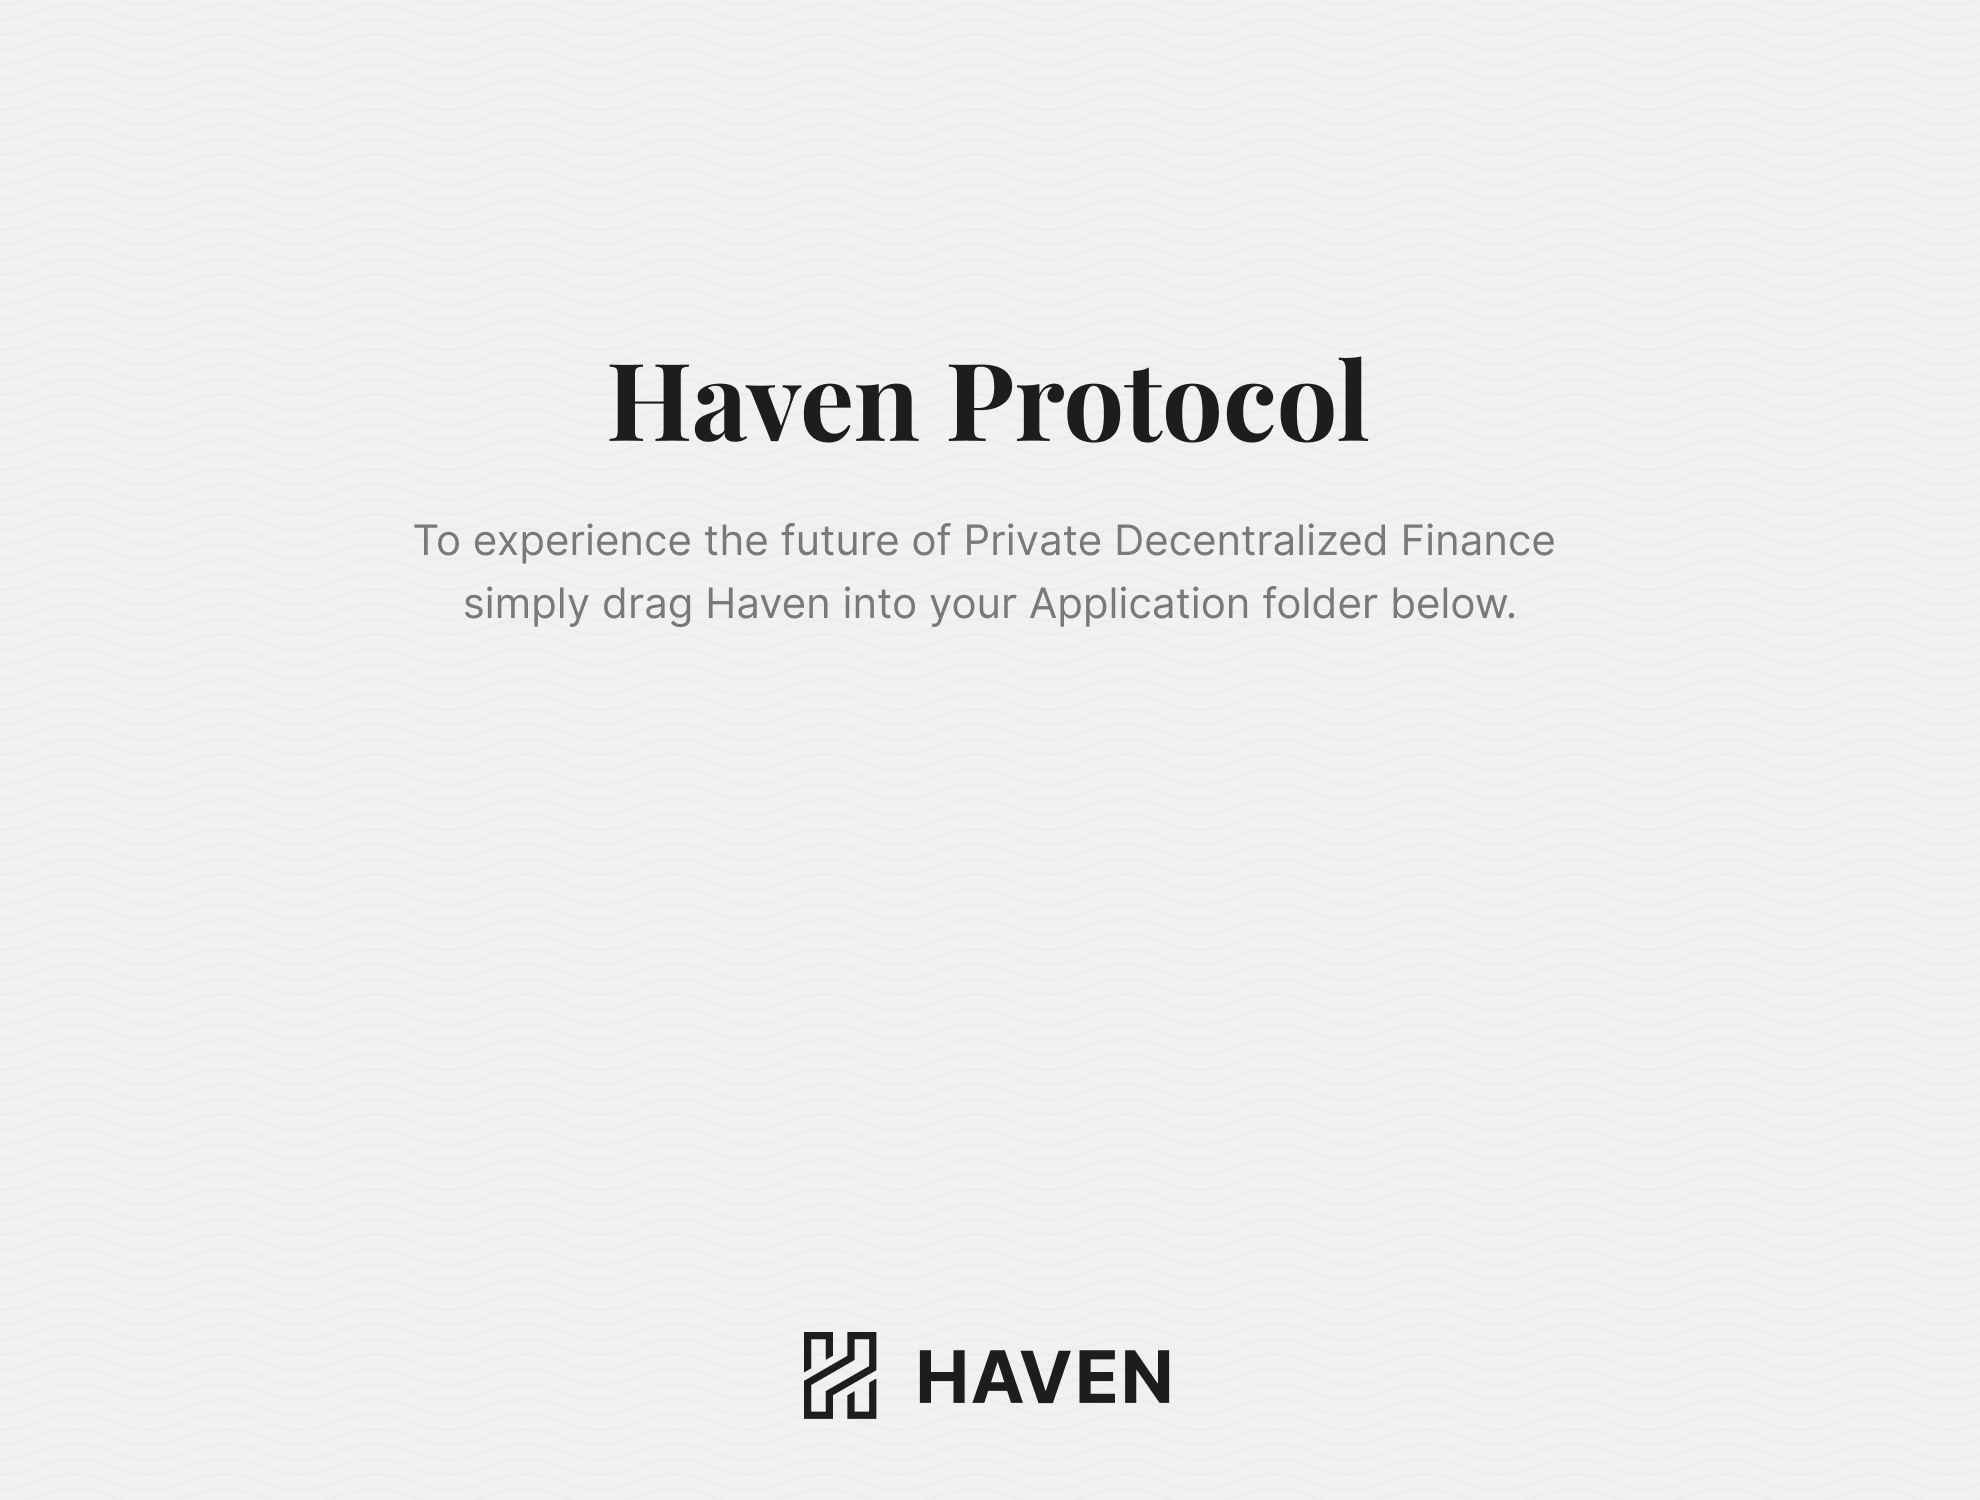 Haven Protocol
To experience the future of Private Decentralized Finance
simply drag Haven into your Application folder below.
HAVEN